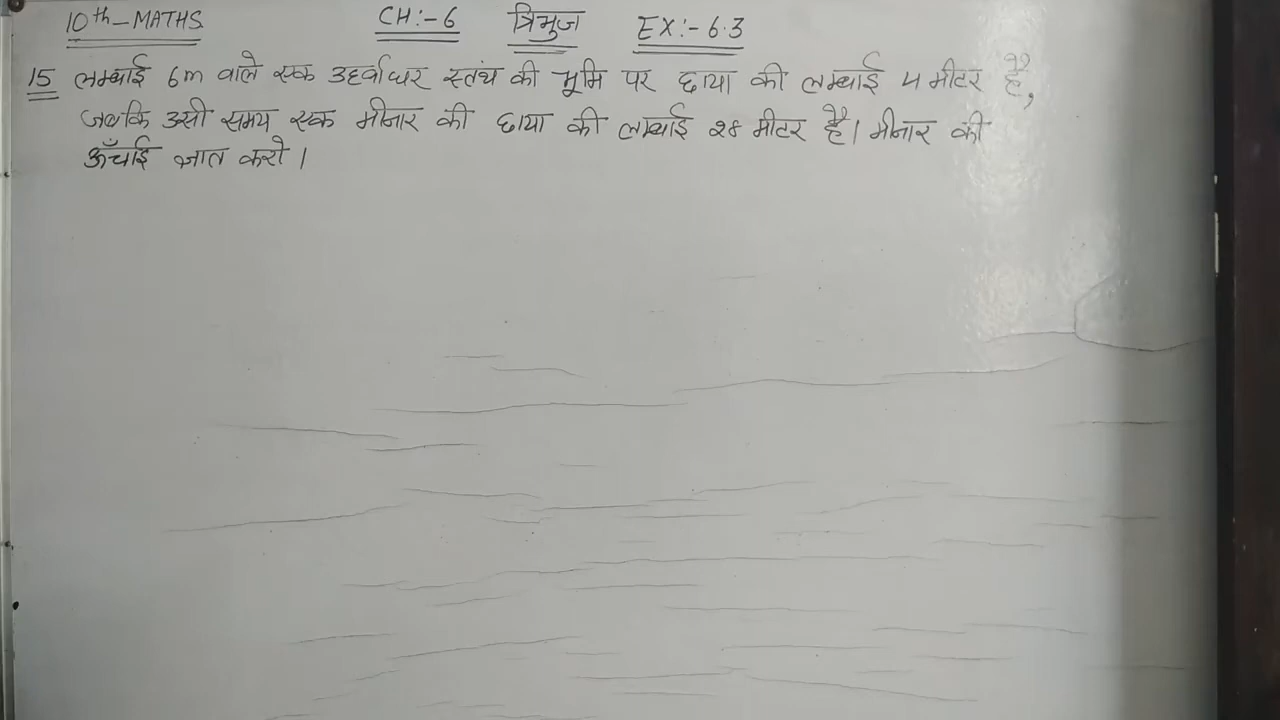 10th-MATHS CH:-6 त्रिभुज EX:-6.3
15 लम्बाई 6m वाले एक उर्ध्वाधर स्तंभ की भूमि पर छाया की लम्बाई 4 मीटर है,
जबकि उसी समय एक मीनार की छाया की लम्बाई 28 मीटर है। मीनार की
ऊँचाई ज्ञात करो।